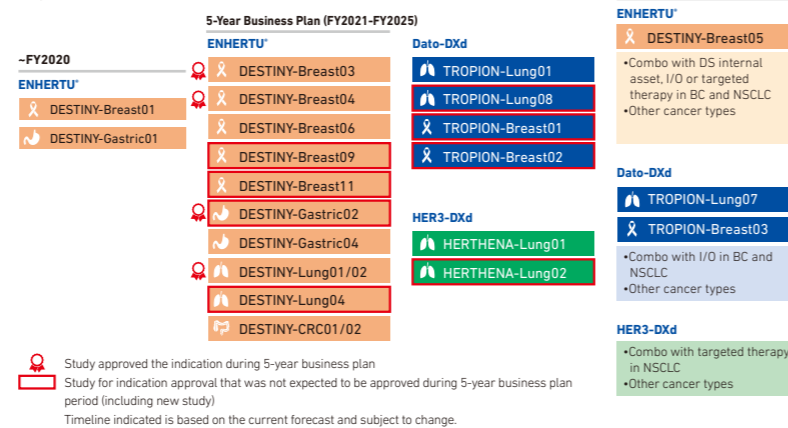 ~FY2020
ENHERTU®
DESTINY-Breast01
DESTINY-Gastric01
5-Year Business Plan (FY2021-FY2025)
ENHERTU®
DESTINY-Breast03
DESTINY-Breast04
DESTINY-Breast06
DESTINY-Breast09
DESTINY-Breast11
DESTINY-Gastric02
DESTINY-Gastric04
DESTINY-Lung01/02
DESTINY-Lung04
DESTINY-CRC01/02
Dato-DXd
TROPION-Lung01
TROPION-Lung08
TROPION-Breast01
TROPION-Breast02
HER3-DXd
HERTHENA-Lung01
HERTHENA-Lung02
ENHERTU®
DESTINY-Breast05
•Combo with DS internal
asset, I/O or targeted
therapy in BC and NSCLC
•Other cancer types
Dato-DXd
TROPION-Lung07
TROPION-Breast03
•Combo with I/O in BC and
NSCLC
•Other cancer types
HER3-DXd
•Combo with targeted therapy
in NSCLC
•Other cancer types
Study approved the indication during 5-year business plan
Study for indication approval that was not expected to be approved during 5-year business plan
period (including new study)
Timeline indicated is based on the current forecast and subject to change.